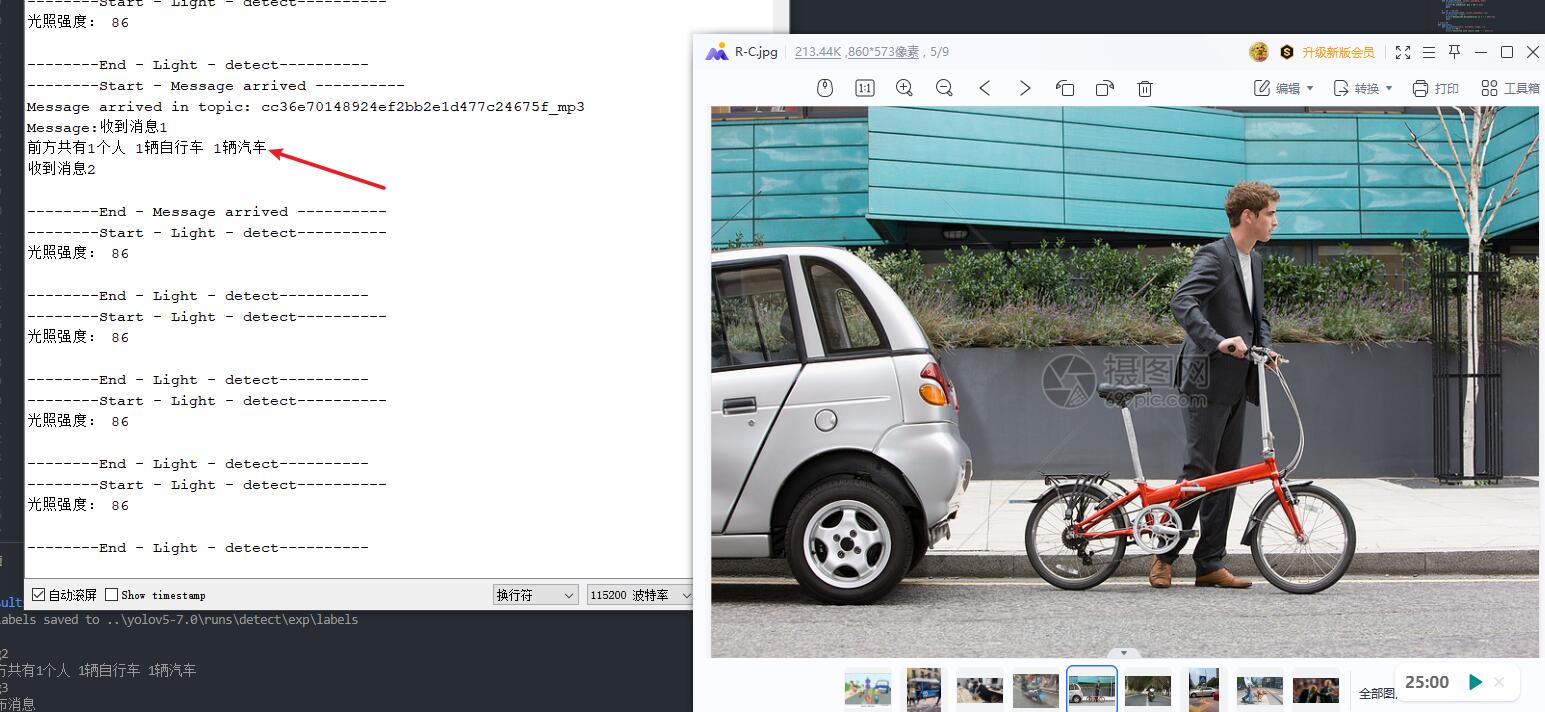 --------Start - Light - detect----------
光照强度： 86
--------End - Light - detect----------
--------Start - Message arrived ----------
Message arrived in topic: cc36e70148924ef2bb2e1d477c24675f_mp3
Message:收到消息1
前方共有1个人 1辆自行车 1辆汽车
收到消息2
--------End - Message arrived ----------
--------Start - Light - detect----------
光照强度： 86
--------End - Light - detect----------
--------Start - Light - detect----------
光照强度： 86
--------End - Light - detect----------
--------Start - Light - detect----------
光照强度： 86
--------End - Light - detect----------
--------Start - Light - detect----------
光照强度： 86
--------End - Light - detect----------
自动滚屏 Show timestamp 换行符 115200 波特率
abels saved to ..\yolov5-7.0\runs\detect\exp\labels
方共有1个人 1辆自行车 1辆汽车
布消息
R-C.jpg 213.44K ,860*573像素 , 5/9 升级新版会员
1:1 编辑 转换 打印 工具箱
摄图网
699pic.com
全部图
25:00